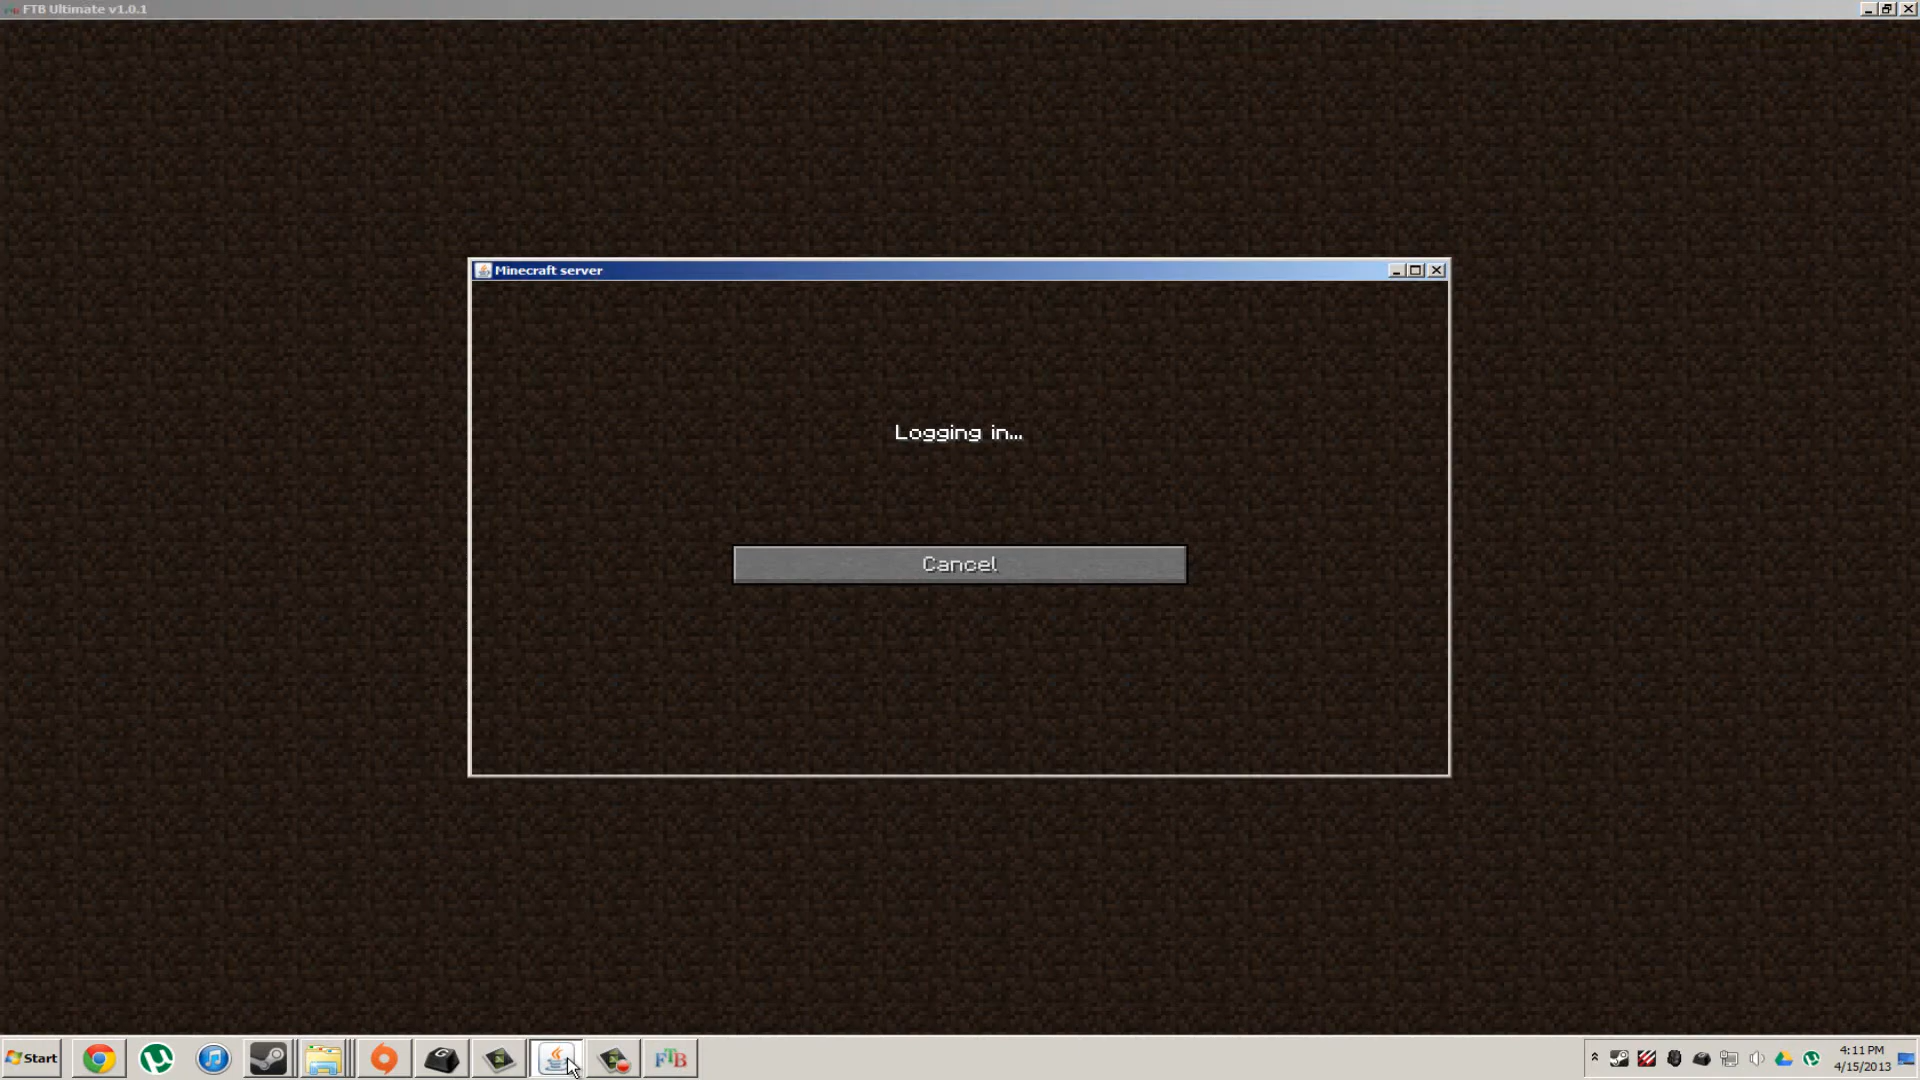 FTB Ultimate v1.0.1
Minecraft server
Logging in...
Cancel
Start
G
FTB
4:11 PM
4/15/2013